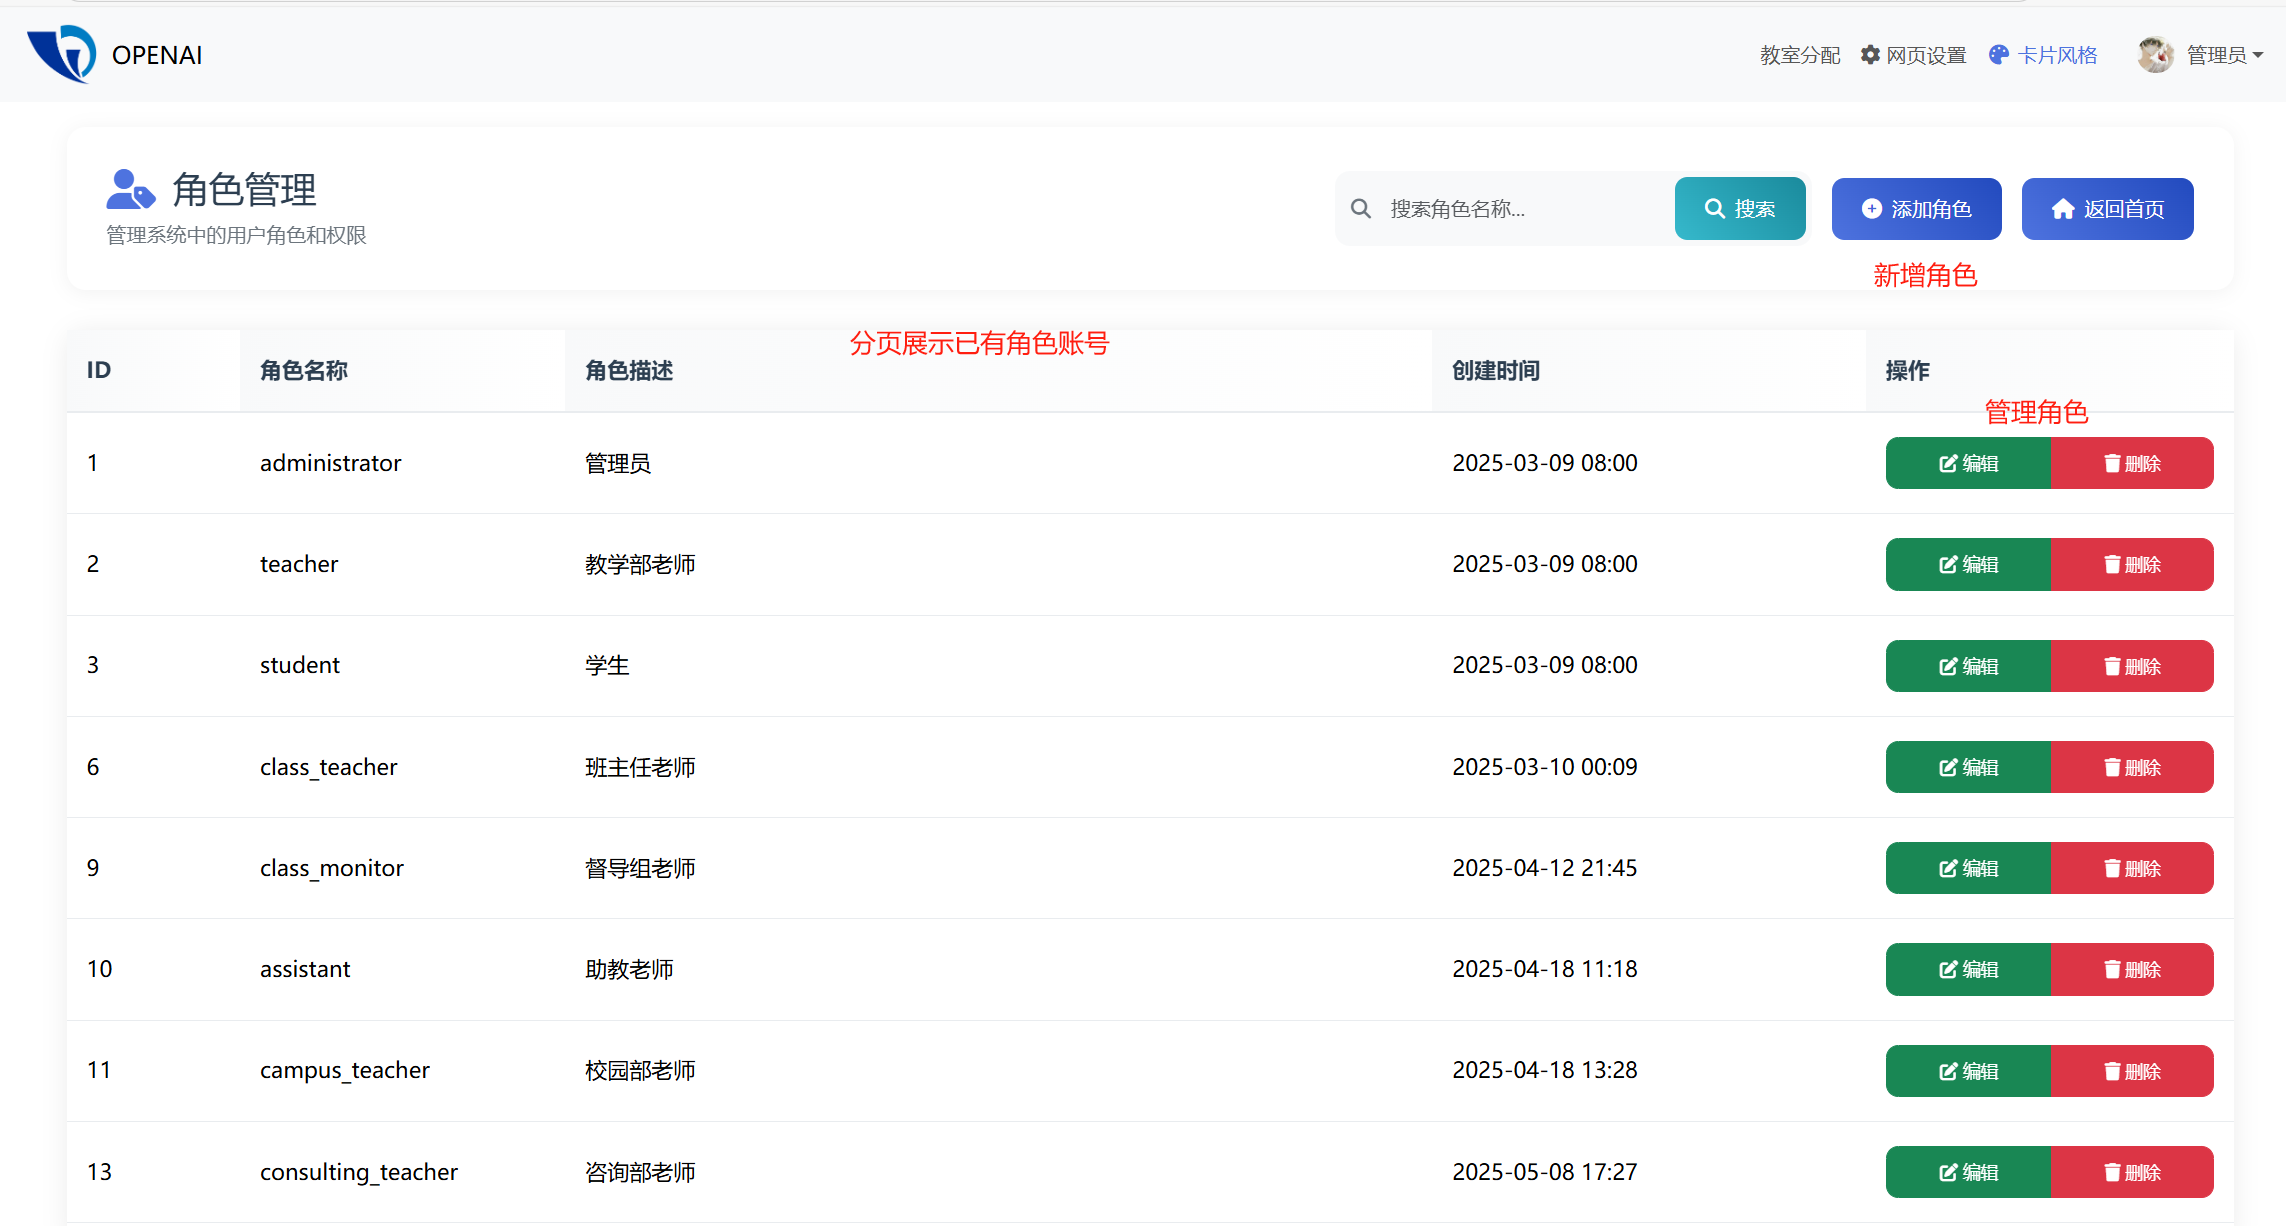 OPENAI 教室分配 网页设置 卡片风格 管理员
角色管理
管理系统中的用户角色和权限
搜索角色名称... 搜索 添加角色 返回首页
新增角色
分页展示已有角色账号
ID 角色名称 角色描述 创建时间 操作
管理角色
1 administrator 管理员 2025-03-09 08:00 编辑 删除
2 teacher 教学部老师 2025-03-09 08:00 编辑 删除
3 student 学生 2025-03-09 08:00 编辑 删除
6 class_teacher 班主任老师 2025-03-10 00:09 编辑 删除
9 class_monitor 督导组老师 2025-04-12 21:45 编辑 删除
10 assistant 助教老师 2025-04-18 11:18 编辑 删除
11 campus_teacher 校园部老师 2025-04-18 13:28 编辑 删除
13 consulting_teacher 咨询部老师 2025-05-08 17:27 编辑 删除